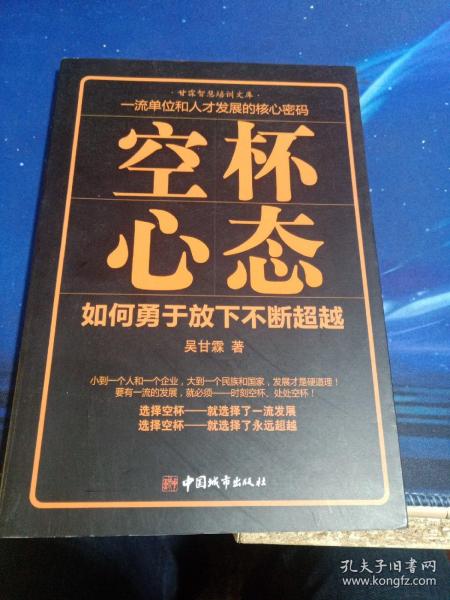 ·甘霖智慧培训文库·
一流单位和人才发展的核心密码
空杯
心态
如何勇于放下不断超越
吴甘霖 著
小到一个人和一个企业，大到一个民族和国家，发展才是硬道理！
要有一流的发展，就必须——时刻空杯、处处空杯！
选择空杯——就选择了一流发展
选择空杯——就选择了永远超越
中国城市出版社
孔夫子旧书网
www.kongfz.com